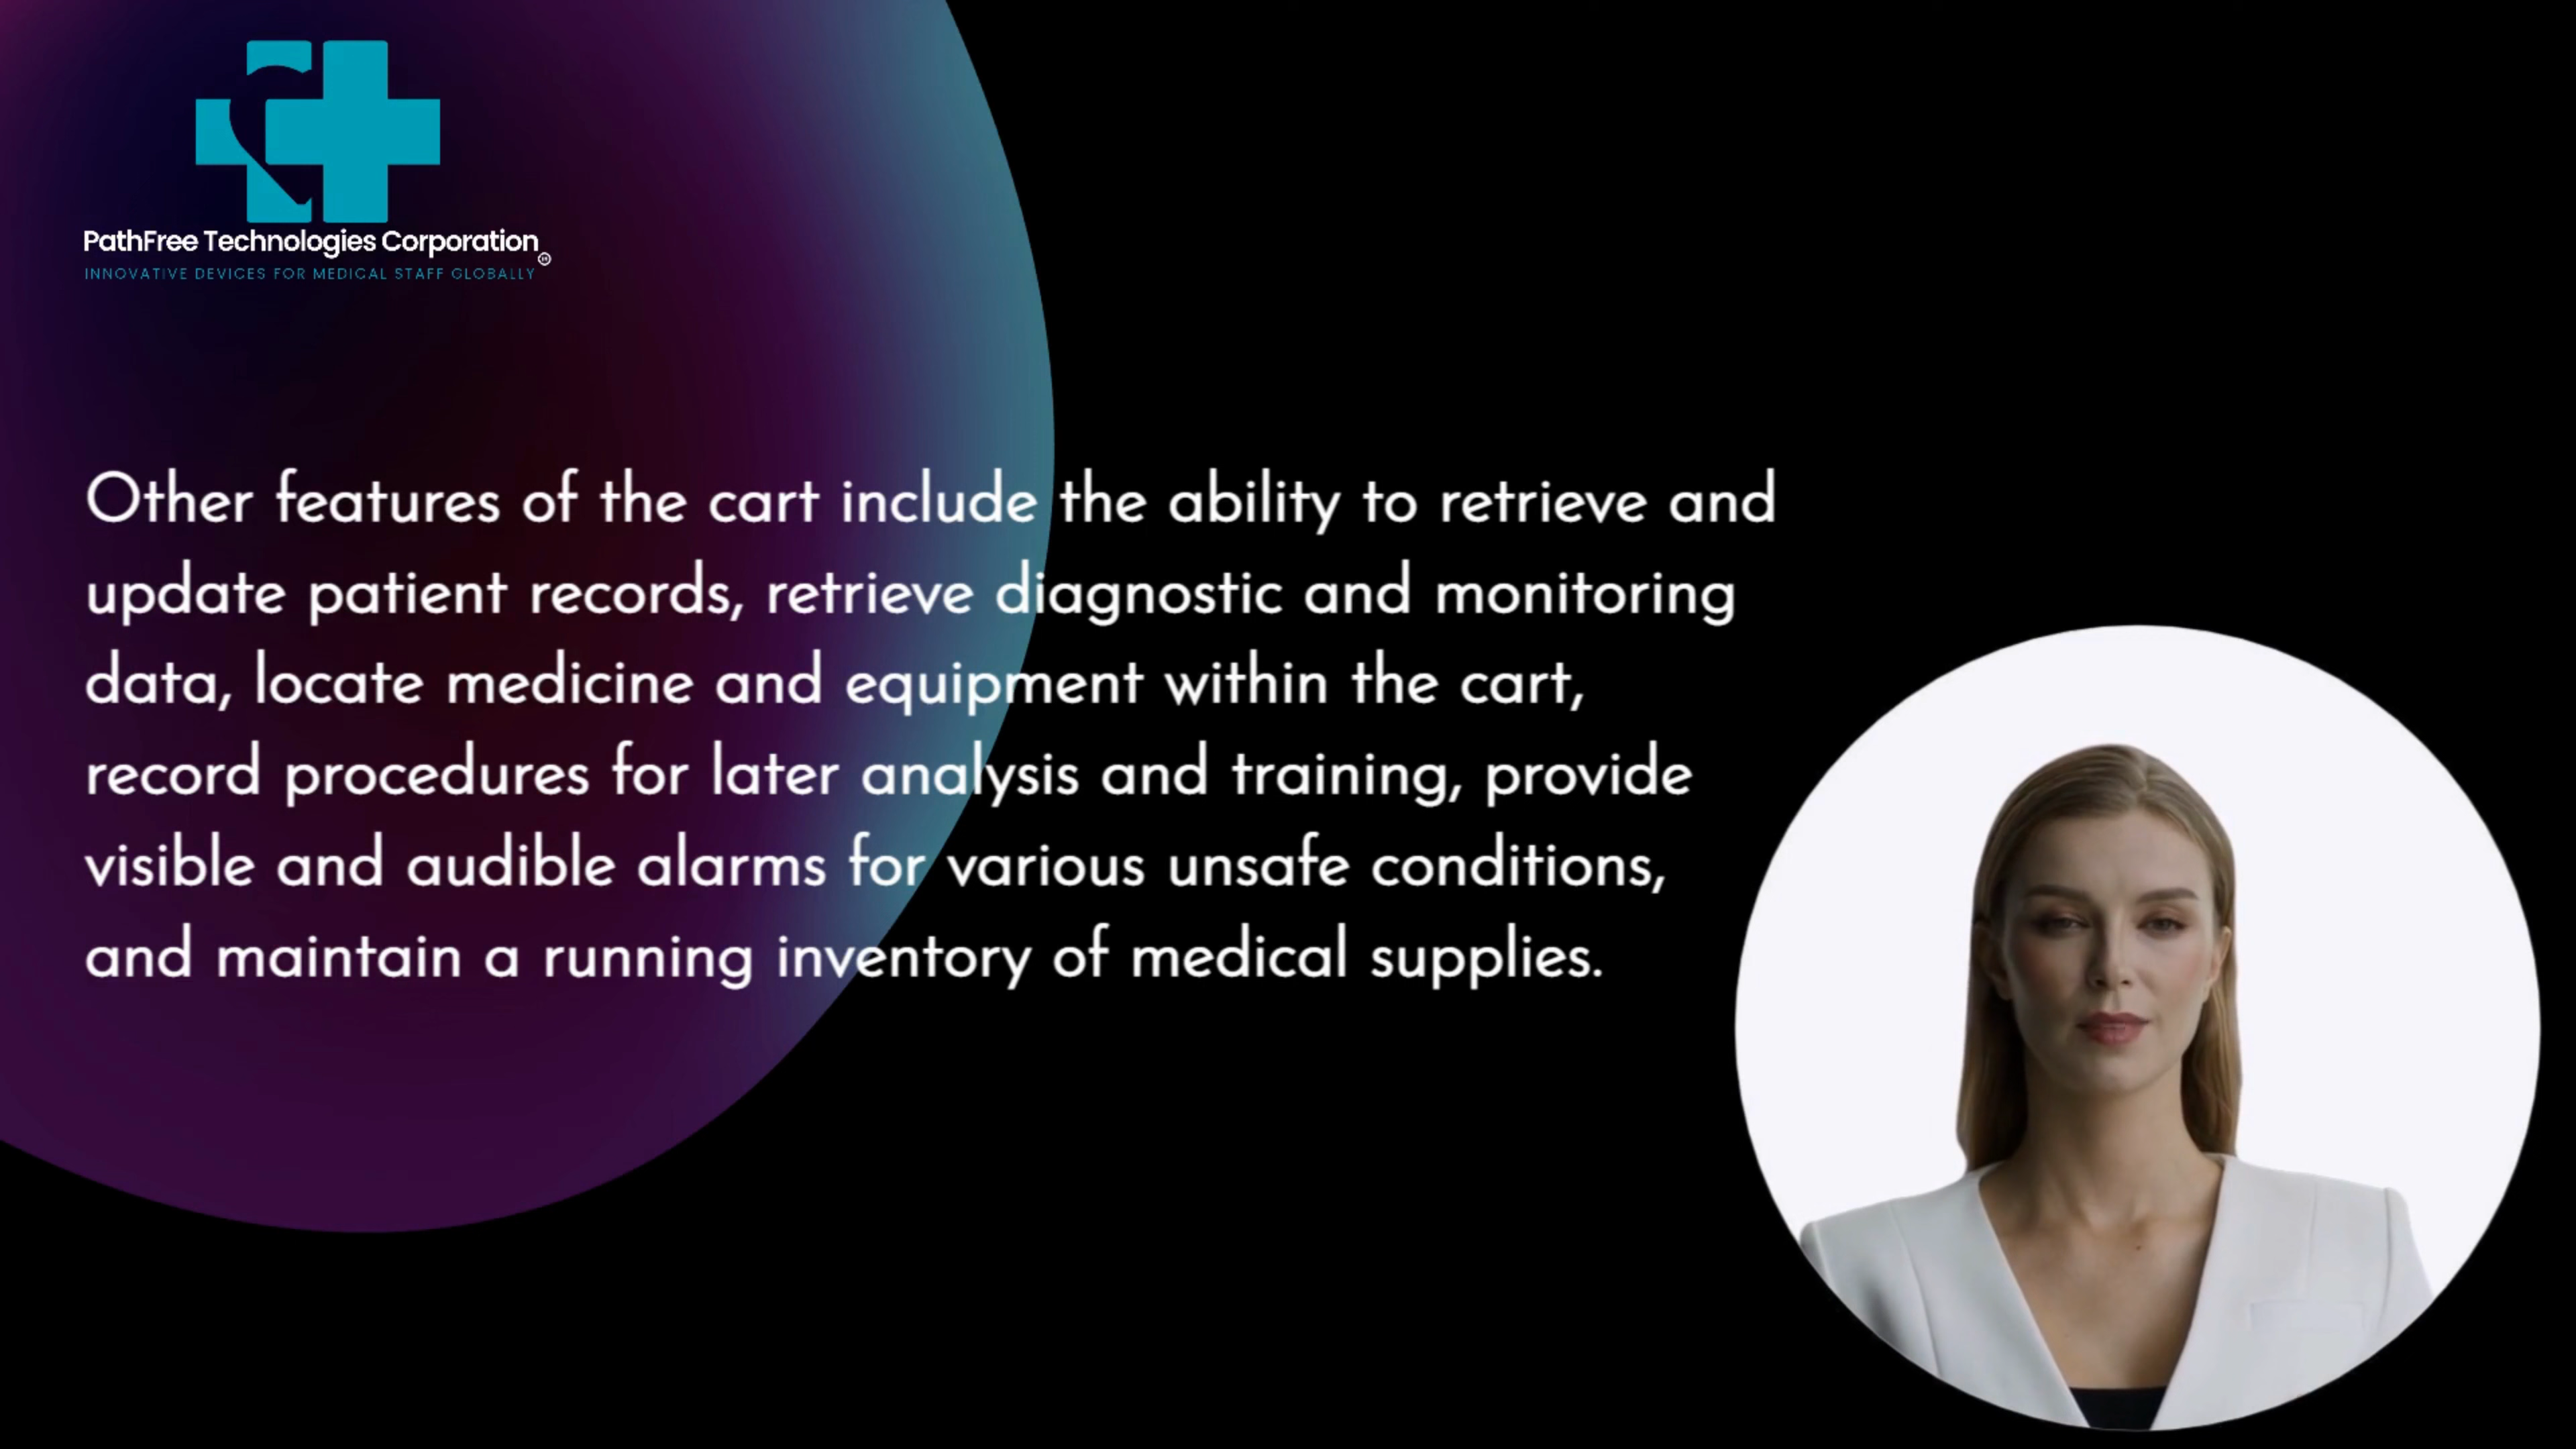 PathFree Technologies Corporation
INNOVATIVE DEVICES FOR MEDICAL STAFF GLOBALLY
Other features of the cart include the ability to retrieve and
update patient records, retrieve diagnostic and monitoring
data, locate medicine and equipment within the cart,
record procedures for later analysis and training, provide
visible and audible alarms for various unsafe conditions,
and maintain a running inventory of medical supplies.